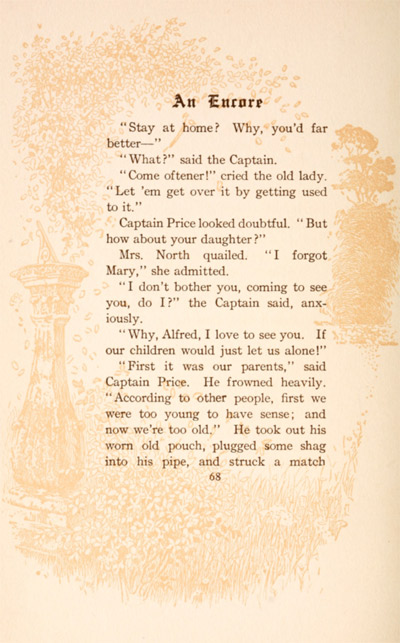 An Encore
"Stay at home? Why, you'd far
better—"
"What?" said the Captain.
"Come oftener!" cried the old lady.
"Let 'em get over it by getting used
to it."
Captain Price looked doubtful. "But
how about your daughter?"
Mrs. North quailed. "I forgot
Mary," she admitted.
"I don't bother you, coming to see
you, do I?" the Captain said, anx-
iously.
"Why, Alfred, I love to see you. If
our children would just let us alone!"
"First it was our parents," said
Captain Price. He frowned heavily.
"According to other people, first we
were too young to have sense; and
now we're too old." He took out his
worn old pouch, plugged some shag
into his pipe, and struck a match
68